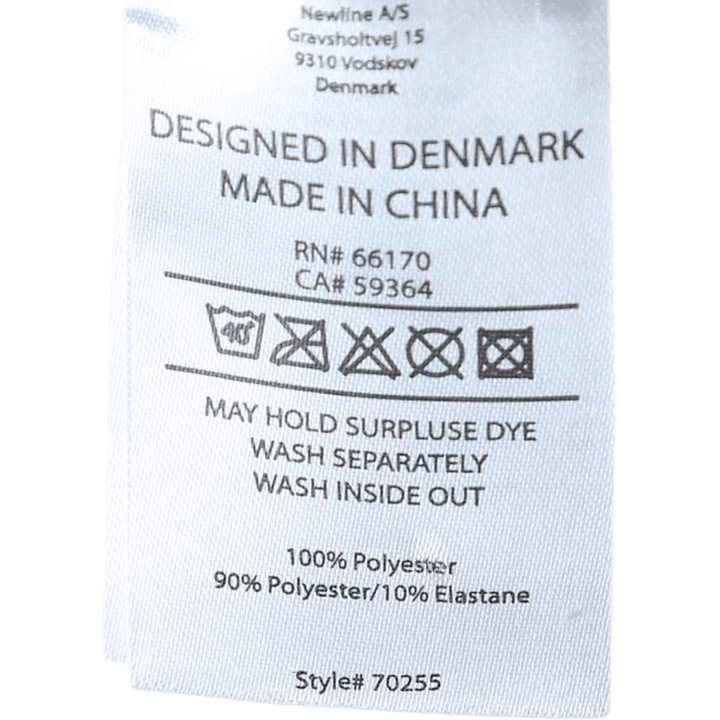 Newline A/S
Gravsholtvej 15
9310 Vodskov
Denmark
DESIGNED IN DENMARK
MADE IN CHINA
RN# 66170
CA# 59364
40°
MAY HOLD SURPLUSE DYE
WASH SEPARATELY
WASH INSIDE OUT
100% Polyester
90% Polyester/10% Elastane
Style# 70255